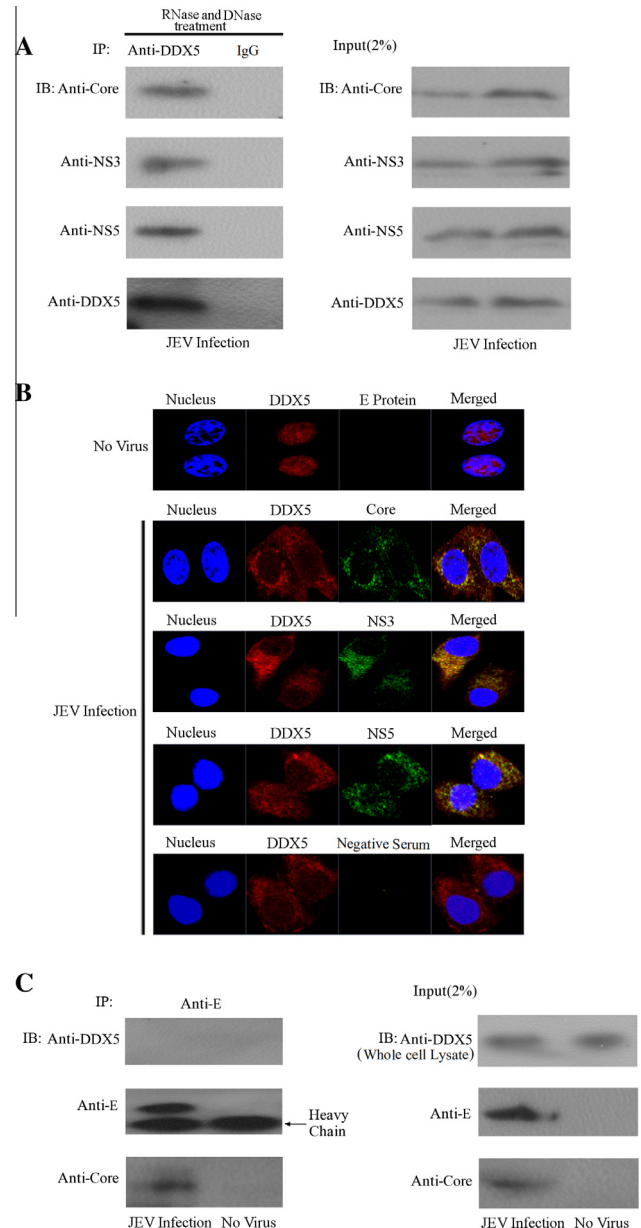 RNase and DNase
treatment
A
IP: Anti-DDX5 IgG
Input(2%)
IB: Anti-Core
Anti-NS3
Anti-NS5
Anti-DDX5
JEV Infection
IB: Anti-Core
Anti-NS3
Anti-NS5
Anti-DDX5
JEV Infection
B
Nucleus DDX5 E Protein Merged
No Virus
Nucleus DDX5 Core Merged
Nucleus DDX5 NS3 Merged
JEV Infection
Nucleus DDX5 NS5 Merged
Nucleus DDX5 Negative Serum Merged
C
IP: Anti-E
IB: Anti-DDX5
Anti-E
Heavy
Chain
Anti-Core
JEV Infection No Virus
Input(2%)
IB: Anti-DDX5
(Whole cell Lysate)
Anti-E
Anti-Core
JEV Infection No Virus